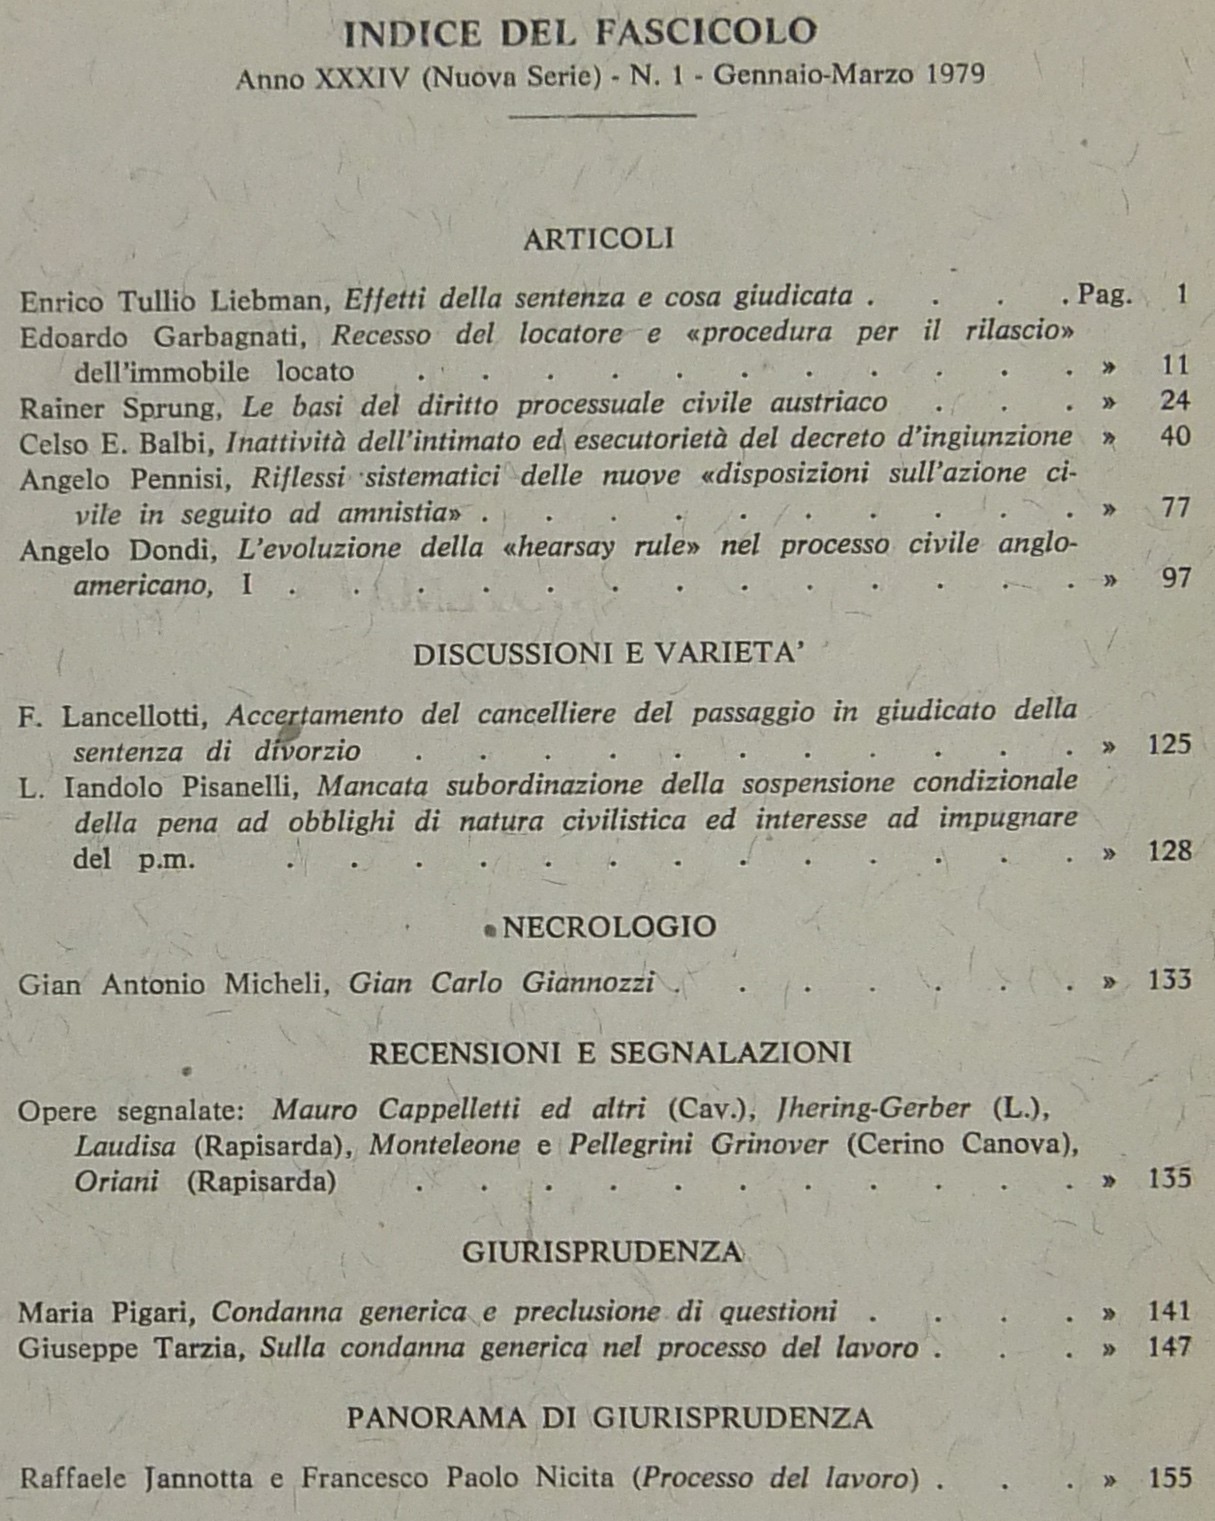 INDICE DEL FASCICOLO
Anno XXXIV (Nuova Serie) - N. 1 - Gennaio-Marzo 1979
ARTICOLI
Enrico Tullio Liebman, Effetti della sentenza e cosa giudicata . . . . Pag. 1
Edoardo Garbagnati, Recesso del locatore e «procedura per il rilascio»
dell'immobile locato . . . . . . . . . . . » 11
Rainer Sprung, Le basi del diritto processuale civile austriaco . . . » 24
Celso E. Balbi, Inattività dell'intimato ed esecutorietà del decreto d'ingiunzione » 40
Angelo Pennisi, Riflessi sistematici delle nuove «disposizioni sull'azione ci-
vile in seguito ad amnistia» . . . . . . . . . . » 77
Angelo Dondi, L'evoluzione della «hearsay rule» nel processo civile anglo-
americano, I . . . . . . . . . . . . . » 97
DISCUSSIONI E VARIETA'
F. Lancellotti, Accertamento del cancelliere del passaggio in giudicato della
sentenza di divorzio . . . . . . . . . . . » 125
L. Iandolo Pisanelli, Mancata subordinazione della sospensione condizionale
della pena ad obblighi di natura civilistica ed interesse ad impugnare
del p.m. . . . . . . . . . . . . . » 128
NECROLOGIO
Gian Antonio Micheli, Gian Carlo Giannozzi . . . . . . . » 133
RECENSIONI E SEGNALAZIONI
Opere segnalate: Mauro Cappelletti ed altri (Cav.), Jhering-Gerber (L.),
Laudisa (Rapisarda), Monteleone e Pellegrini Grinover (Cerino Canova),
Oriani (Rapisarda) . . . . . . . . . . . » 135
GIURISPRUDENZA
Maria Pigari, Condanna generica e preclusione di questioni . . . . » 141
Giuseppe Tarzia, Sulla condanna generica nel processo del lavoro . . . » 147
PANORAMA DI GIURISPRUDENZA
Raffaele Jannotta e Francesco Paolo Nicita (Processo del lavoro) . . . » 155